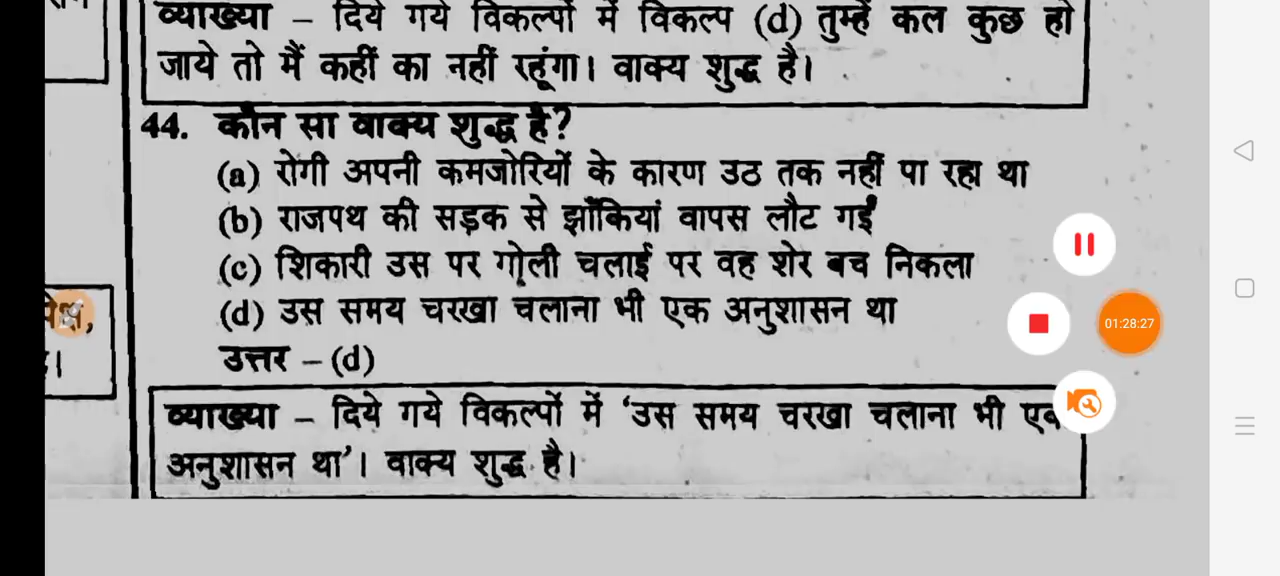 व्याख्या – दिये गये विकल्पों में विकल्प (d) तुम्हें कल कुछ हो
जाये तो मैं कहीं का नहीं रहूंगा। वाक्य शुद्ध है।
44. कौन सा वाक्य शुद्ध है?
(a) रोगी अपनी कमजोरियों के कारण उठ तक नहीं पा रहा था
(b) राजपथ की सड़क से झाँकियां वापस लौट गईं
(c) शिकारी उस पर गोली चलाई पर वह शेर बच निकला
(d) उस समय चरखा चलाना भी एक अनुशासन था
उत्तर – (d)
व्याख्या – दिये गये विकल्पों में ‘उस समय चरखा चलाना भी
अनुशासन था’। वाक्य शुद्ध है।
01:28:27